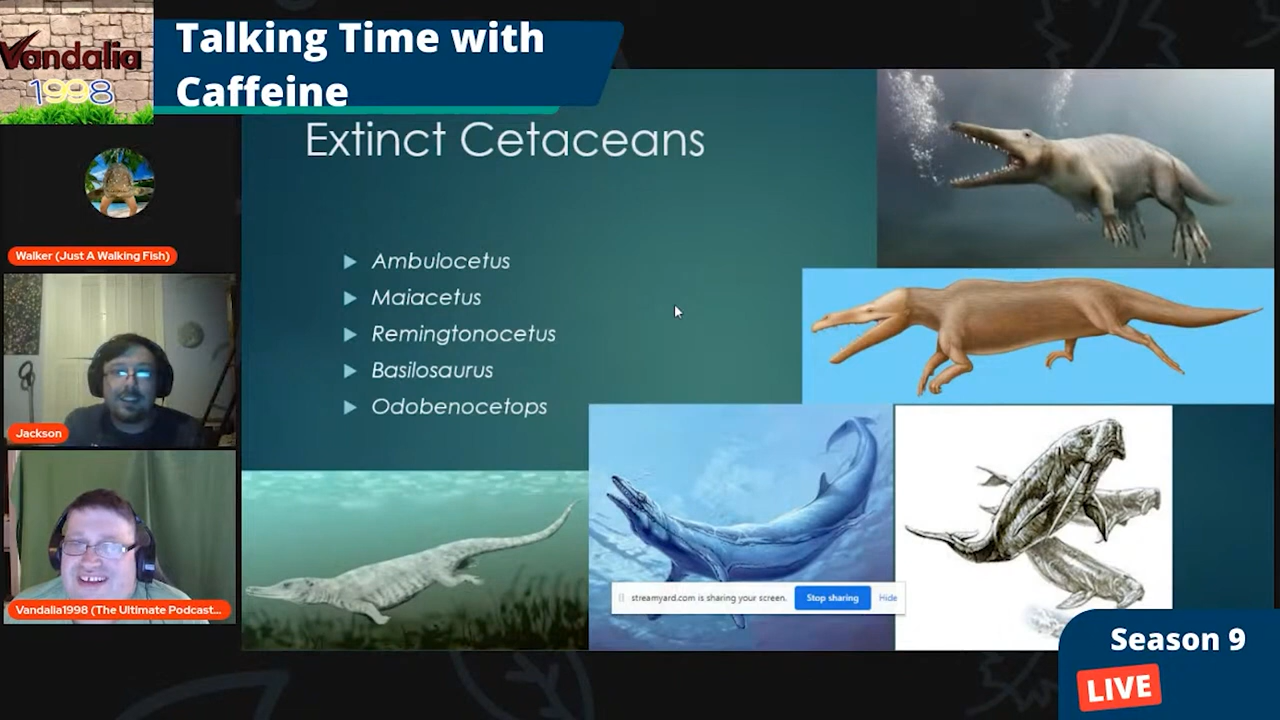 Vandalia
1998
Talking Time with
Caffeine
Extinct Cetaceans
Ambulocetus
Maiacetus
Remingtonocetus
Basilosaurus
Odobenocetops
Walker (Just A Walking Fish)
Jackson
Vandalia1998 (The Ultimate Podcast...
streamyard.com is sharing your screen.
Stop sharing
Hide
Season 9
LIVE